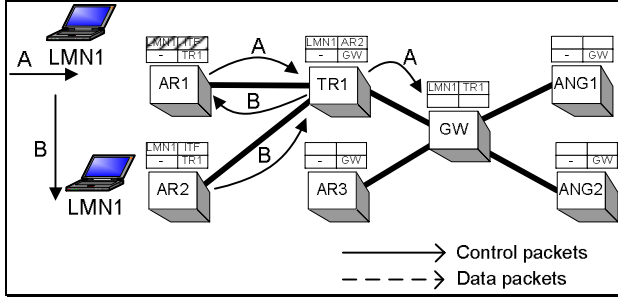 A
LMN1
B
LMN1
LMN1 ITF
- TR1
AR1
A
B
LMN1 AR2
- GW
TR1
A
LMN1 TR1
GW
- GW
ANG1
LMN1 ITF
- TR1
AR2
B
- GW
AR3
- GW
ANG2
Control packets
Data packets